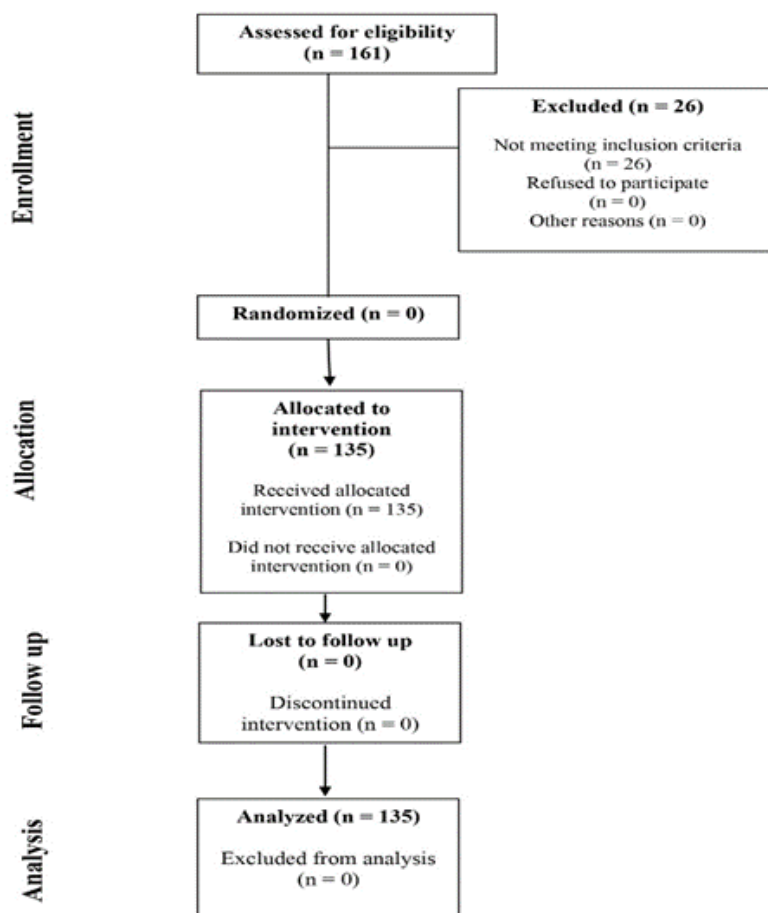 Assessed for eligibility
(n = 161)
Enrollment
Excluded (n = 26)
Not meeting inclusion criteria
(n = 26)
Refused to participate
(n = 0)
Other reasons (n = 0)
Randomized (n = 0)
Allocation
Allocated to
intervention
(n = 135)
Received allocated
intervention (n = 135)
Did not receive allocated
intervention (n = 0)
Follow up
Lost to follow up
(n = 0)
Discontinued
intervention (n = 0)
Analysis
Analyzed (n = 135)
Excluded from analysis
(n = 0)